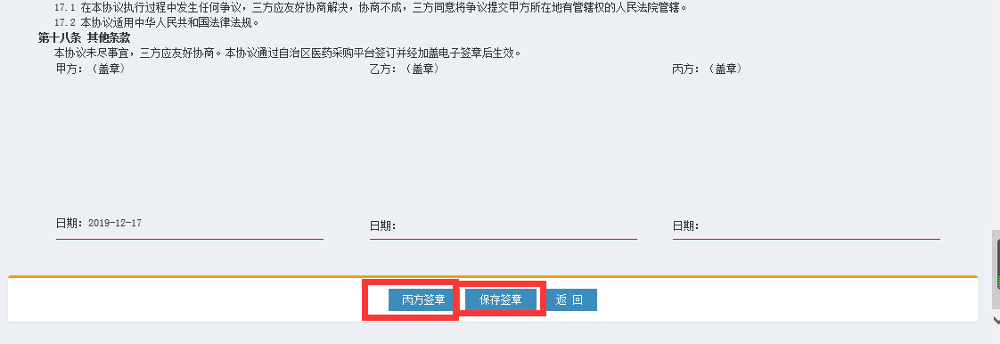 17.1 在本协议执行过程中发生任何争议，三方应友好协商解决，协商不成，三方同意将争议提交甲方所在地有管辖权的人民法院管辖。
17.2 本协议适用中华人民共和国法律法规。
第十八条 其他条款
本协议未尽事宜，三方应友好协商。本协议通过自治区医药采购平台签订并经加盖电子签章后生效。
甲方：（盖章） 乙方：（盖章） 丙方：（盖章）
日期：2019-12-17 日期： 日期：
丙方签章 保存签章 返 回